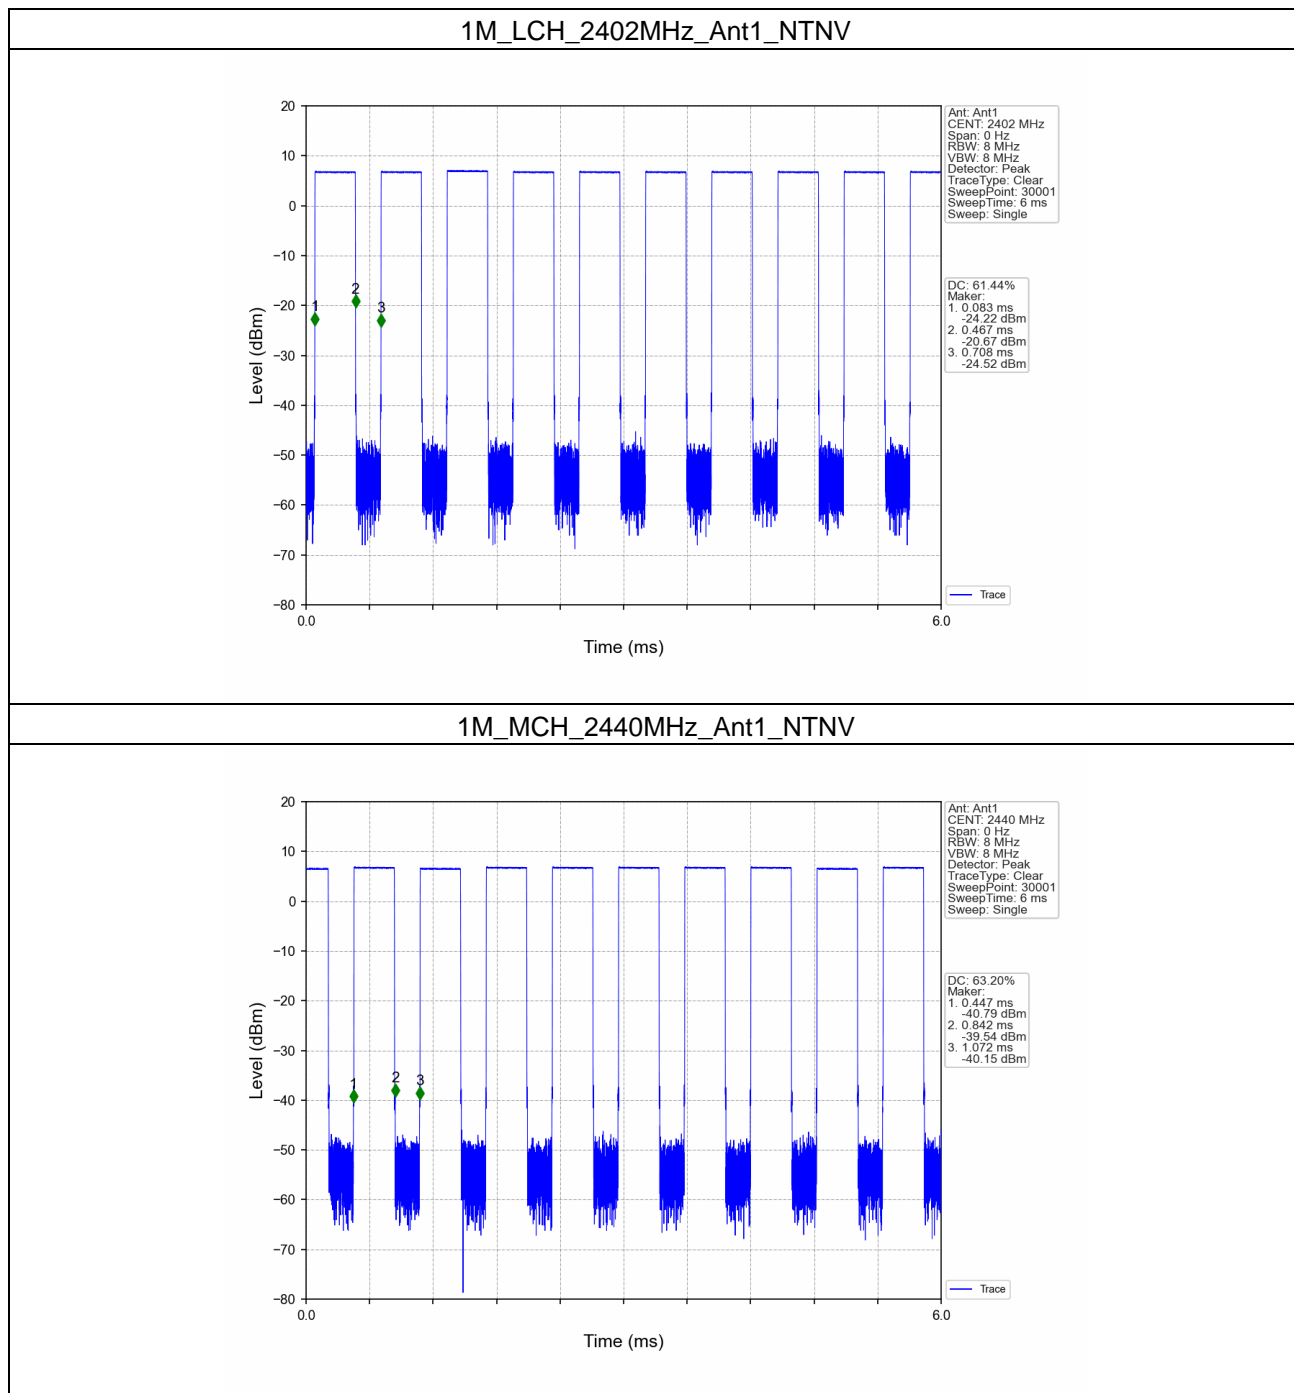 1M_LCH_2402MHz_Ant1_NTNV
20
10
0
−10
−20
−30
−40
−50
−60
−70
−80
Level (dBm)
1
2
3
0.0
6.0
Time (ms)
Ant: Ant1
CENT: 2402 MHz
Span: 0 Hz
RBW: 8 MHz
VBW: 8 MHz
Detector: Peak
TraceType: Clear
SweepPoint: 30001
SweepTime: 6 ms
Sweep: Single
DC: 61.44%
Maker:
1. 0.083 ms
-24.22 dBm
2. 0.467 ms
-20.67 dBm
3. 0.708 ms
-24.52 dBm
Trace
1M_MCH_2440MHz_Ant1_NTNV
20
10
0
−10
−20
−30
−40
−50
−60
−70
−80
Level (dBm)
1
2
3
0.0
6.0
Time (ms)
Ant: Ant1
CENT: 2440 MHz
Span: 0 Hz
RBW: 8 MHz
VBW: 8 MHz
Detector: Peak
TraceType: Clear
SweepPoint: 30001
SweepTime: 6 ms
Sweep: Single
DC: 63.20%
Maker:
1. 0.447 ms
-40.79 dBm
2. 0.842 ms
-39.54 dBm
3. 1.072 ms
-40.15 dBm
Trace